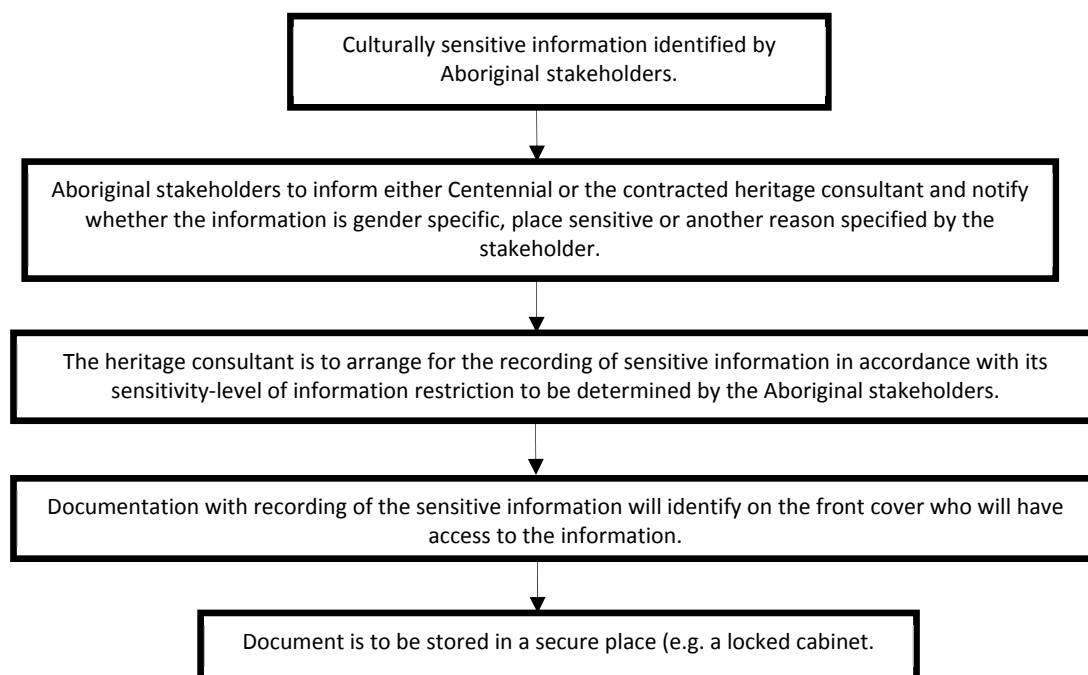 Culturally sensitive information identified by
Aboriginal stakeholders.
Aboriginal stakeholders to inform either Centennial or the contracted heritage consultant and notify
whether the information is gender specific, place sensitive or another reason specified by the
stakeholder.
The heritage consultant is to arrange for the recording of sensitive information in accordance with its
sensitivity-level of information restriction to be determined by the Aboriginal stakeholders.
Documentation with recording of the sensitive information will identify on the front cover who will have
access to the information.
Document is to be stored in a secure place (e.g. a locked cabinet.